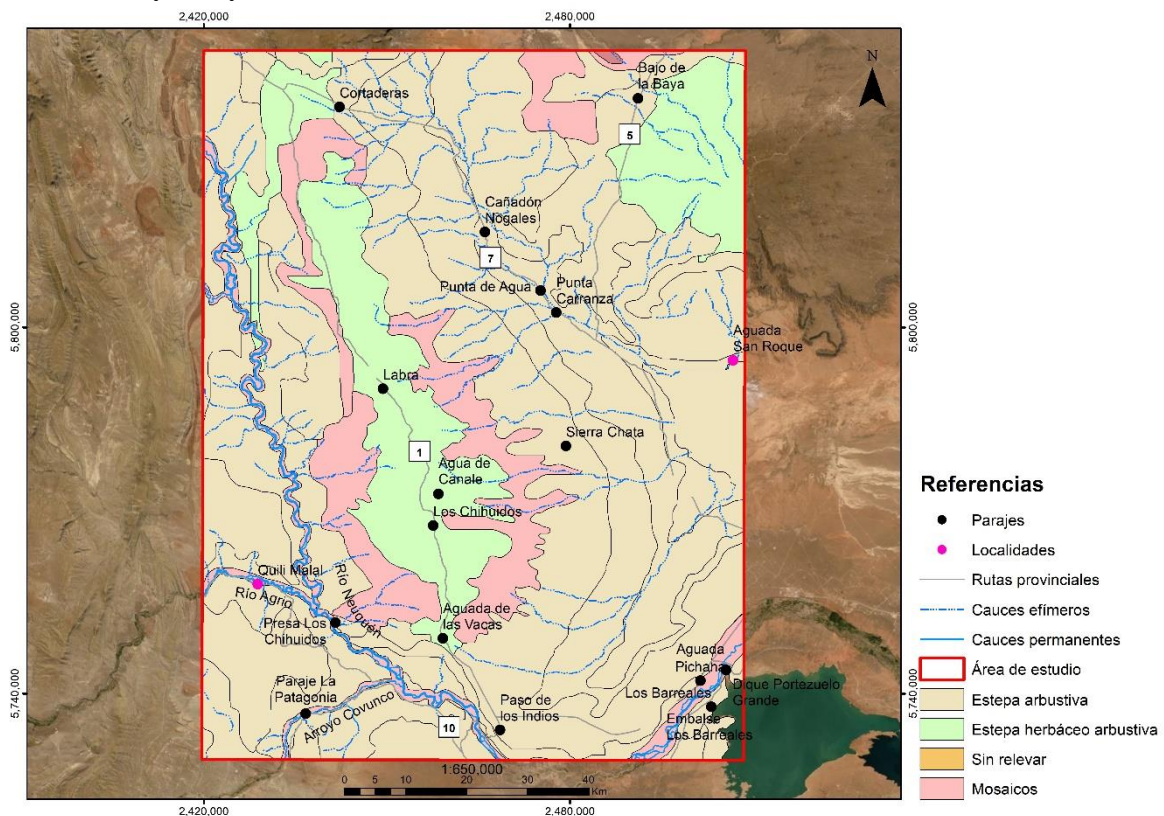 2,420,000
2,480,000
N
Bajo de
la Baya
Cortaderas
5
Cañadón
Nogales
7
Punta de Agua
Punta
Carranza
5,800,000
5,800,000
Aguada
San Roque
Labra
Sierra Chata
1
Agua de
Canale
Los Chihuidos
Quili Malal
Río Agrio
Río Neuquén
Presa Los
Chihuidos
Aguada de
las Vacas
Aguada
Pichana
Dique Portezuelo
Grande
Los Barreales
Embalse
Los Barreales
Paraje La
Patagonia
Arroyo Covunco
10
Paso de
los Indios
5,740,000
5,740,000
1:650,000
0 5 10 20 30 40
Km
2,420,000
2,480,000
Referencias
Parajes
Localidades
Rutas provinciales
Cauces efímeros
Cauces permanentes
Área de estudio
Estepa arbustiva
Estepa herbáceo arbustiva
Sin relevar
Mosaicos